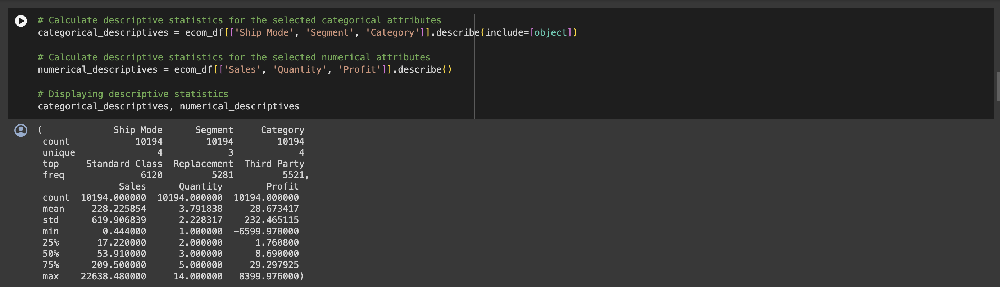 # Calculate descriptive statistics for the selected categorical attributes
categorical_descriptives = ecom_df[['Ship Mode', 'Segment', 'Category']].describe(include=[object])

# Calculate descriptive statistics for the selected numerical attributes
numerical_descriptives = ecom_df[['Sales', 'Quantity', 'Profit']].describe()

# Displaying descriptive statistics
categorical_descriptives, numerical_descriptives

(             Ship Mode      Segment     Category
 count            10194        10194        10194
 unique               4            3            4
 top     Standard Class  Replacement  Third Party
 freq              6120         5281         5521,
               Sales      Quantity        Profit
 count  10194.000000  10194.000000  10194.000000
 mean     228.225854      3.791838     28.673417
 std      619.906839      2.228317    232.465115
 min        0.444000      1.000000  -6599.978000
 25%       17.220000      2.000000      1.760800
 50%       53.910000      3.000000      8.690000
 75%      209.500000      5.000000     29.297925
 max    22638.480000     14.000000   8399.976000)